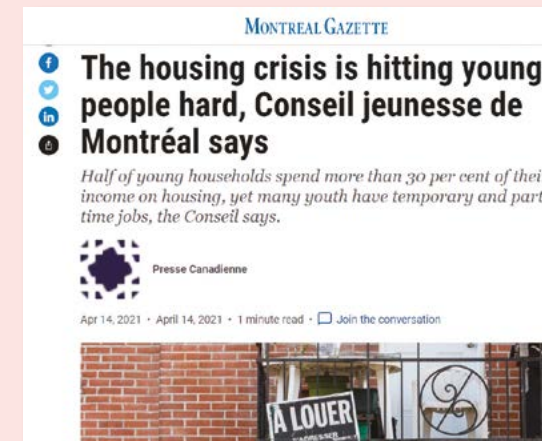 MONTREAL GAZETTE
The housing crisis is hitting young
people hard, Conseil jeunesse de
Montréal says
Half of young households spend more than 30 per cent of thei
income on housing, yet many youth have temporary and part
time jobs, the Conseil says.
Presse Canadienne
Apr 14, 2021 • April 14, 2021 • 1 minute read • Join the conversation
À LOUER